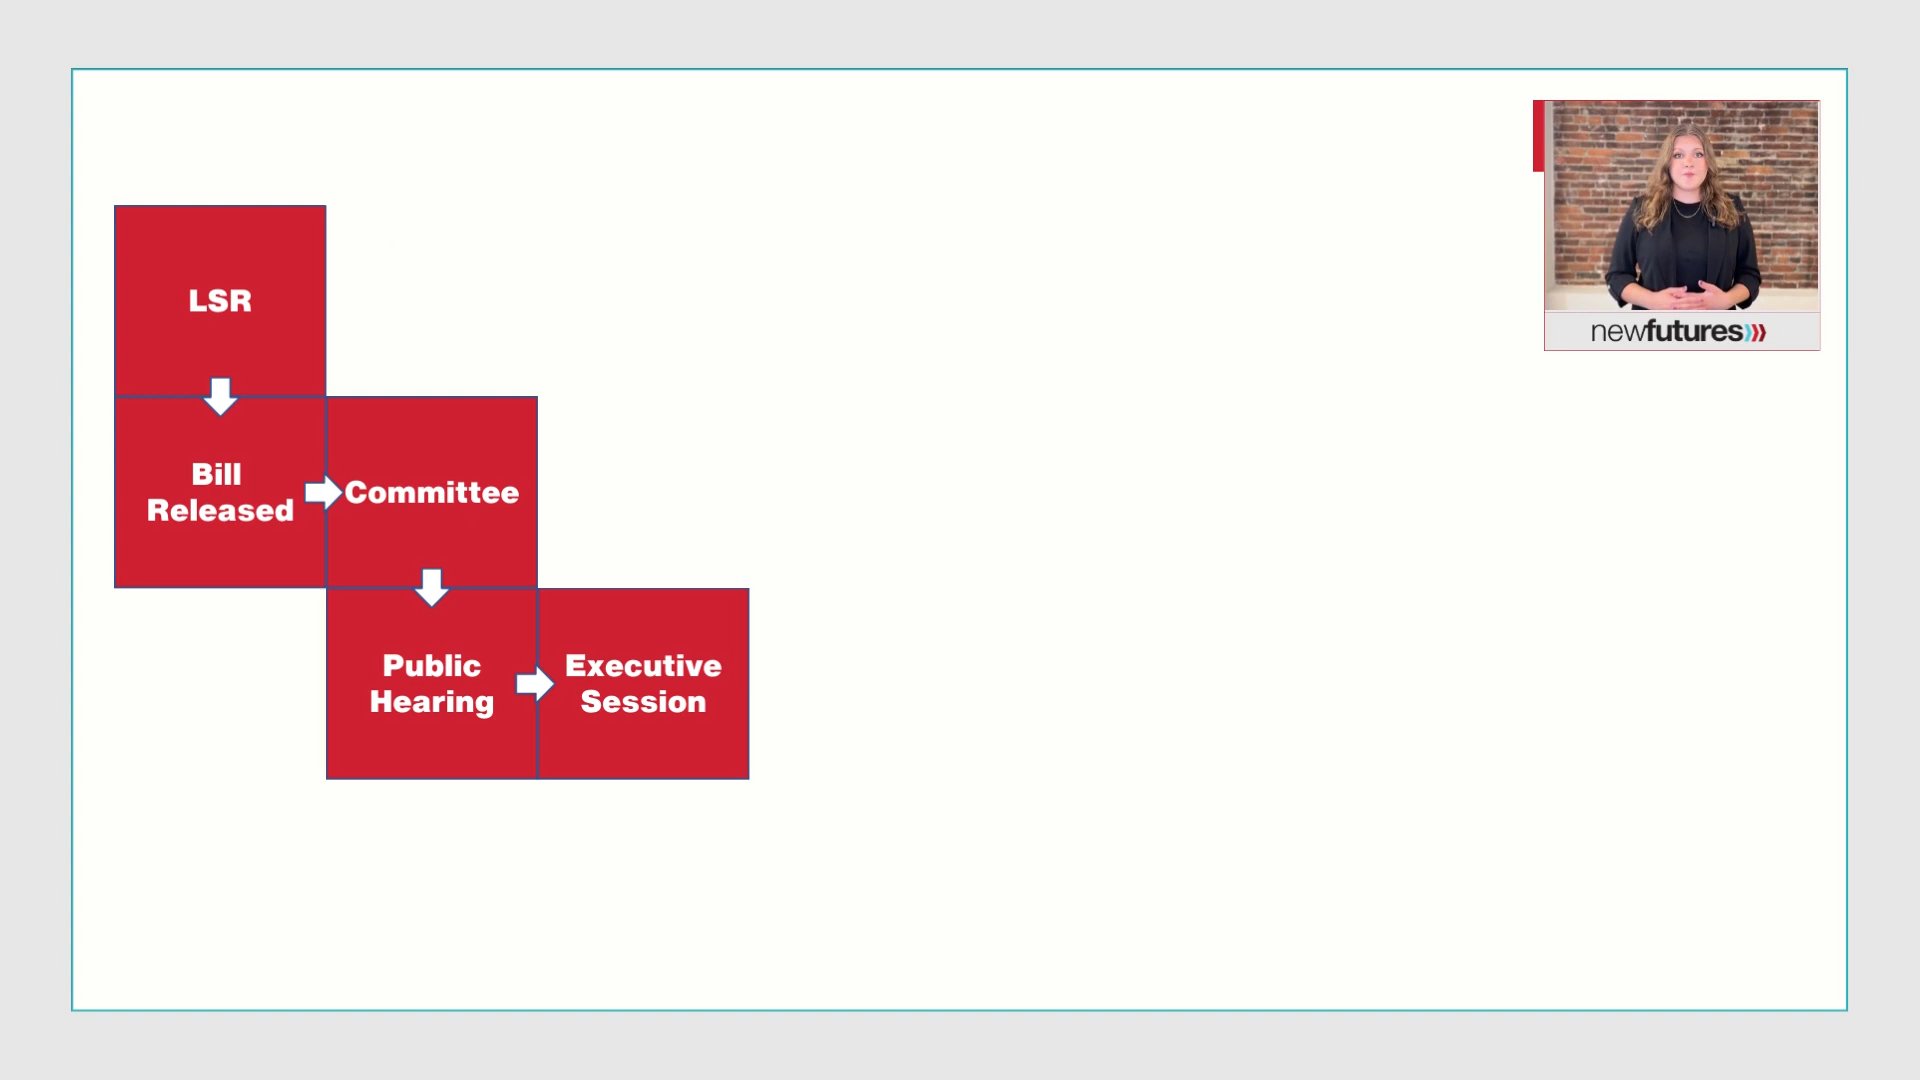 LSR
Bill
Released
Committee
Public
Hearing
Executive
Session
newfutures